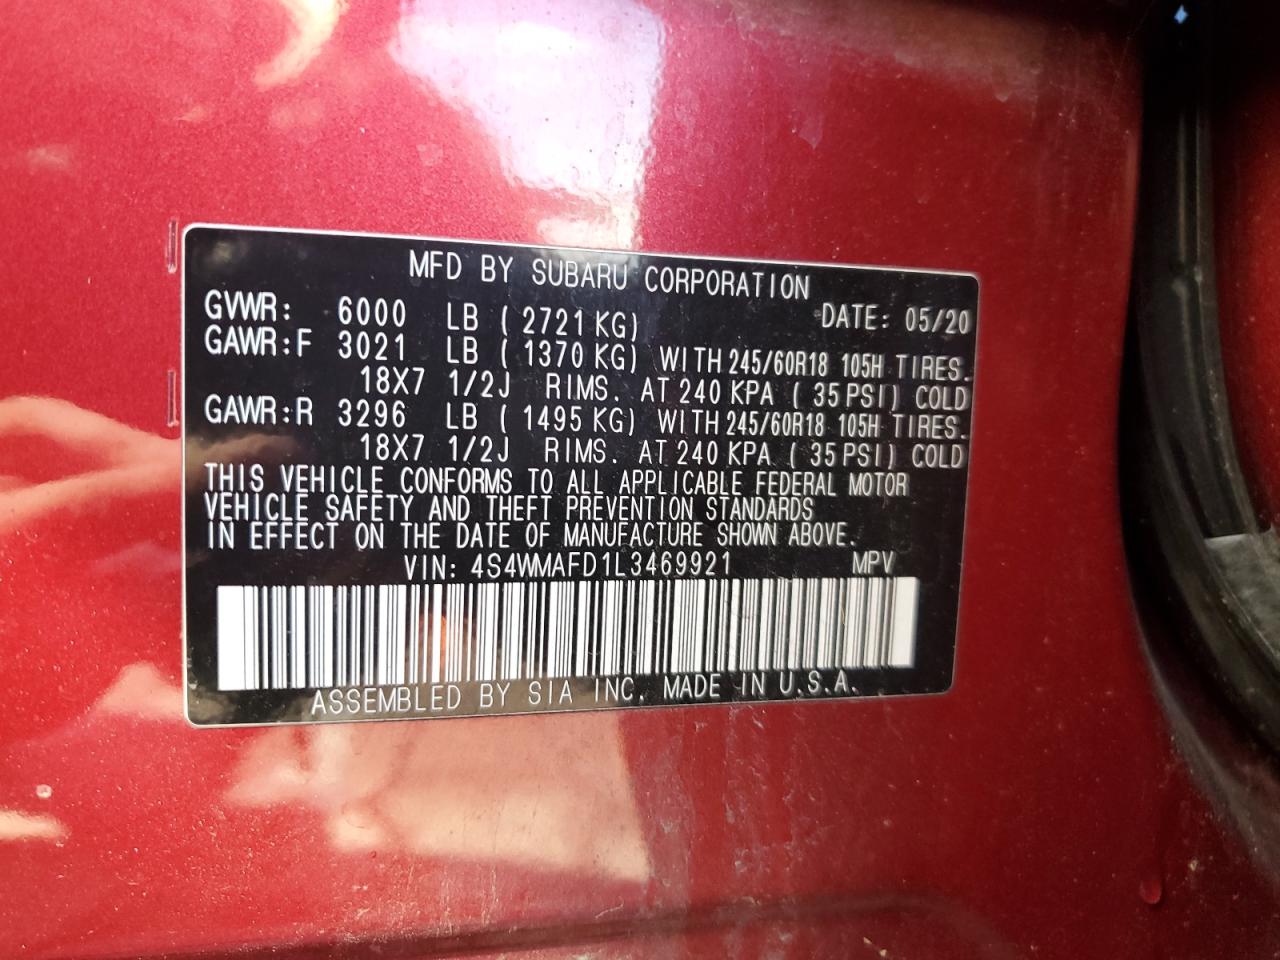 MFD BY SUBARU CORPORATION
GVWR: 6000 LB ( 2721 KG) DATE: 05/20
GAWR:F 3021 LB ( 1370 KG) WITH 245/60R18 105H TIRES.
18X7 1/2J RIMS. AT 240 KPA ( 35 PSI) COLD
GAWR:R 3296 LB ( 1495 KG) WITH 245/60R18 105H TIRES.
18X7 1/2J RIMS. AT 240 KPA ( 35 PSI) COLD
THIS VEHICLE CONFORMS TO ALL APPLICABLE FEDERAL MOTOR
VEHICLE SAFETY AND THEFT PREVENTION STANDARDS
IN EFFECT ON THE DATE OF MANUFACTURE SHOWN ABOVE.
VIN: 4S4WMAFD1L3469921 MPV
ASSEMBLED BY SIA INC. MADE IN U.S.A.